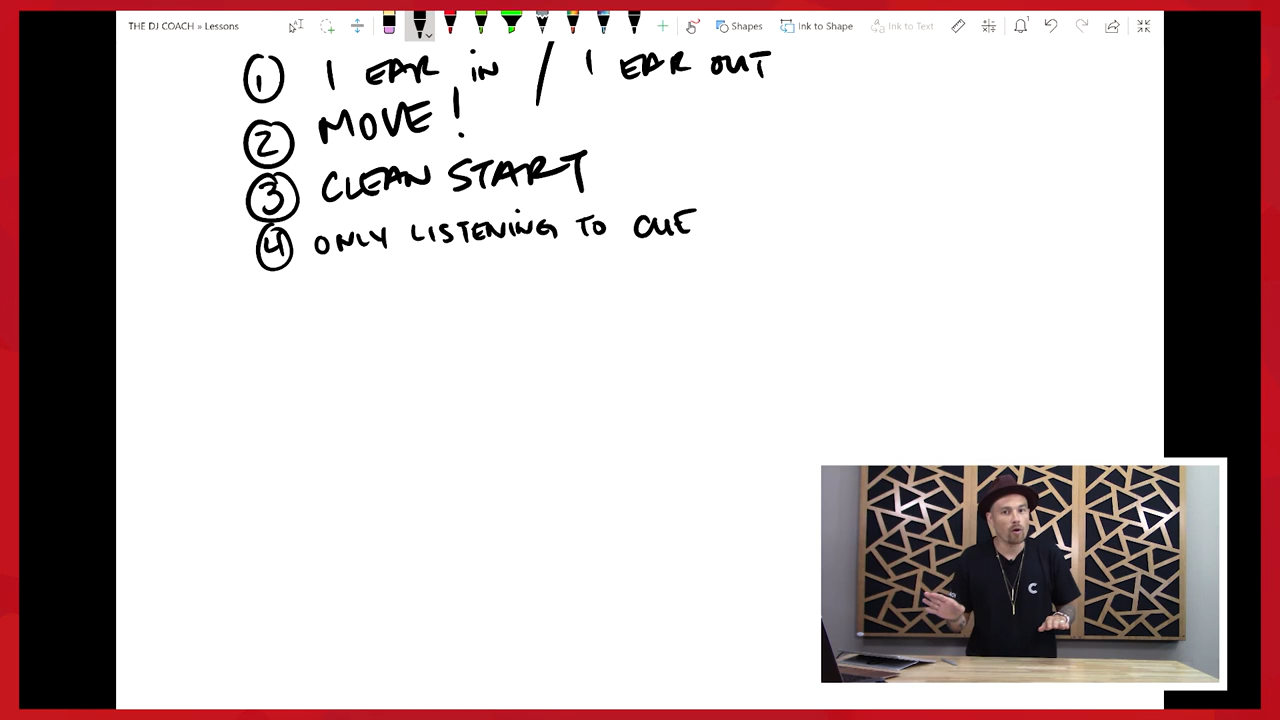 THE DJ COACH » Lessons
Shapes
Ink to Shape
Ink to Text
1 1 EAR IN / 1 EAR OUT
2 MOVE!
3 CLEAN START
4 ONLY LISTENING TO CUE
C